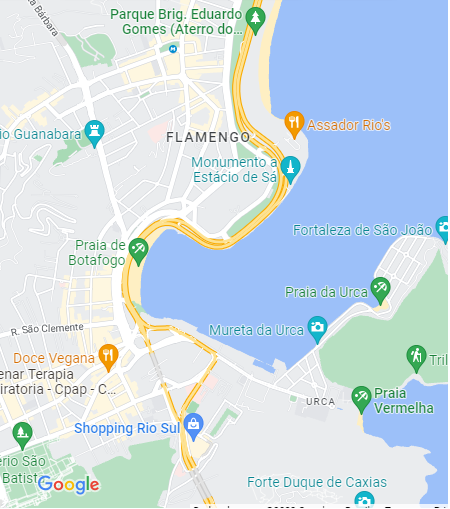 Bárbara
Parque Brig. Eduardo
Gomes (Aterro do...
Assador Rio's
io Guanabara
FLAMENGO
Monumento a
Estácio de Sá
Fortaleza de São João
Praia de
Botafogo
Praia da Urca
R. São Clemente
Mureta da Urca
Doce Vegana
enar Terapia
iratoria - Cpap - C...
Tril
Praia
Vermelha
URCA
Shopping Rio Sul
ério São
Batist
Google
Forte Duque de Caxias